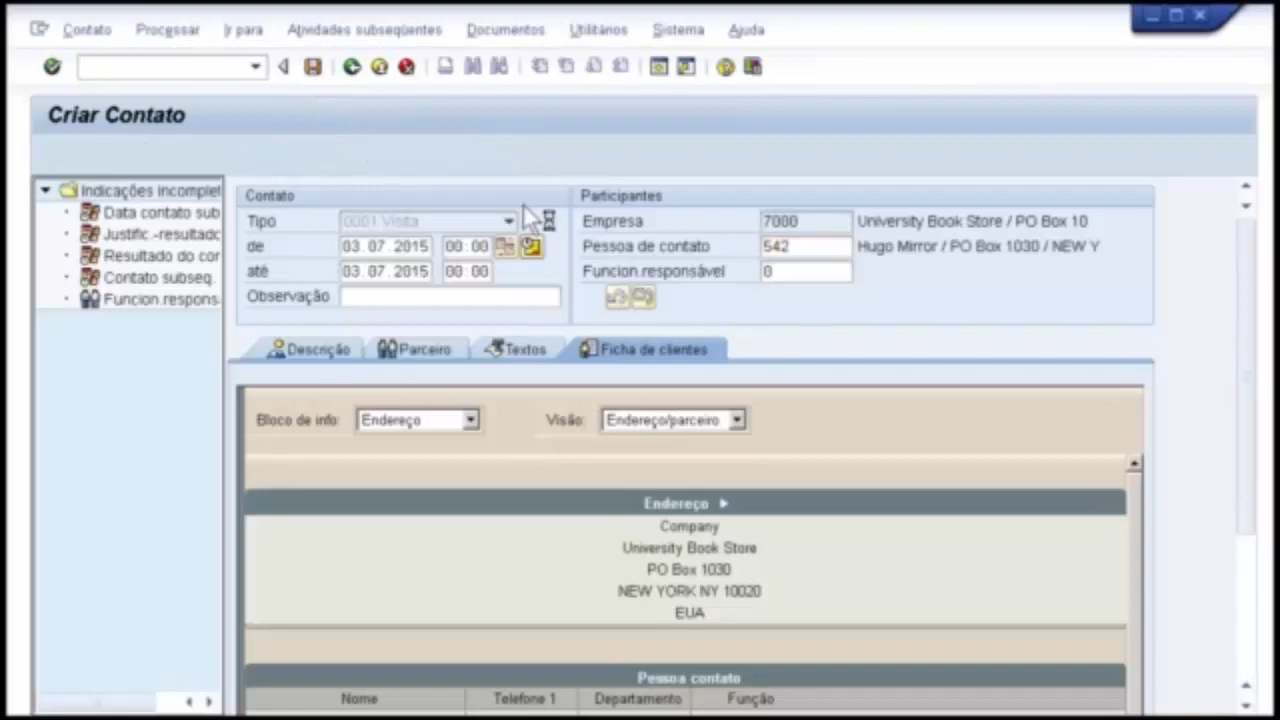 Contato Processar Ir para Atividades subseqüentes Documentos Utilitários Sistema Ajuda
Criar Contato
Indicações incomplet
Data contato sub
Justific.-resultado
Resultado do cor
Contato subseq.
Funcion.respons.
Contato
Tipo 0001 Visita
de 03.07.2015 00:00
até 03.07.2015 00:00
Observação
Participantes
Empresa 7000 University Book Store / PO Box 10
Pessoa de contato 542 Hugo Mirror / PO Box 1030 / NEW Y
Funcion.responsável 0
Descrição Parceiro Textos Ficha de clientes
Bloco de info: Endereço Visão: Endereço/parceiro
Endereço
Company
University Book Store
PO Box 1030
NEW YORK NY 10020
EUA
Pessoa contato
Nome Telefone 1 Departamento Função